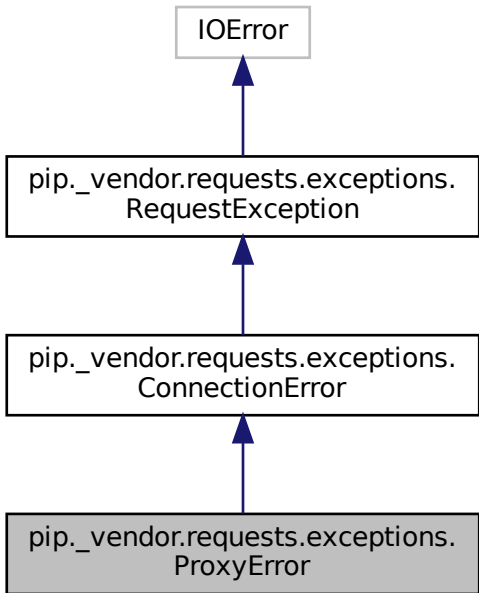 IOError
pip._vendor.requests.exceptions.
RequestException
pip._vendor.requests.exceptions.
ConnectionError
pip._vendor.requests.exceptions.
ProxyError